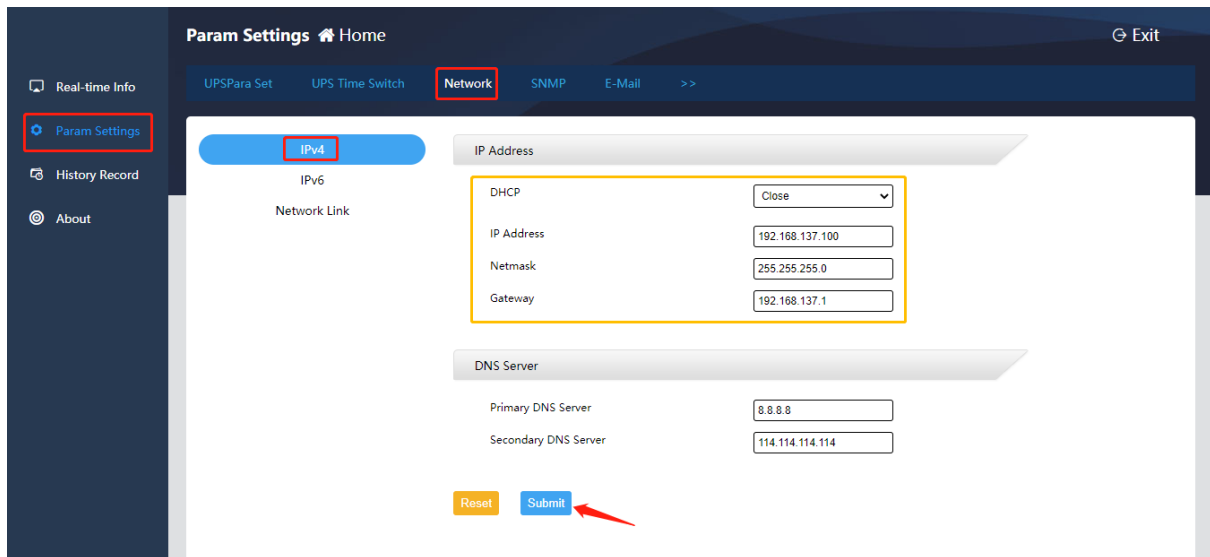 Param Settings Home
Exit
Real-time Info
Param Settings
History Record
About
UPSPara Set
UPS Time Switch
Network
SNMP
E-Mail
>>
IPv4
IPv6
Network Link
IP Address
DHCP
Close
IP Address
192.168.137.100
Netmask
255.255.255.0
Gateway
192.168.137.1
DNS Server
Primary DNS Server
8.8.8.8
Secondary DNS Server
114.114.114.114
Reset
Submit